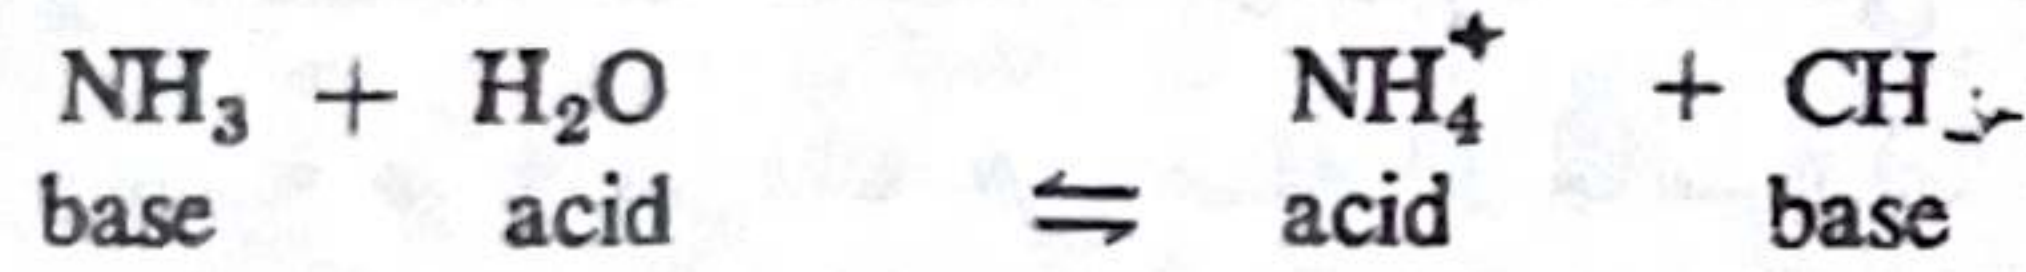 NH₃ + H₂O NH₄⁺ + CH
base acid ⇌ acid base